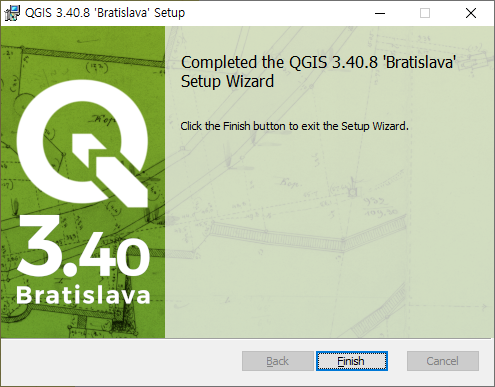 QGIS 3.40.8 'Bratislava' Setup
Completed the QGIS 3.40.8 'Bratislava'
Setup Wizard
Click the Finish button to exit the Setup Wizard.
3.40
Bratislava
Back
Finish
Cancel